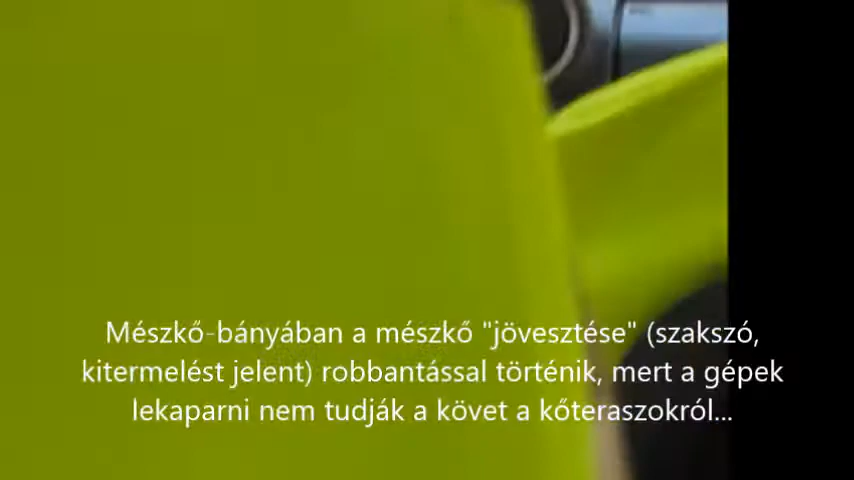 Mészkő-bányában a mészkő "jövesztése" (szakszó,
kitermelést jelent) robbantással történik, mert a gépek
lekaparni nem tudják a követ a kőteraszokról...